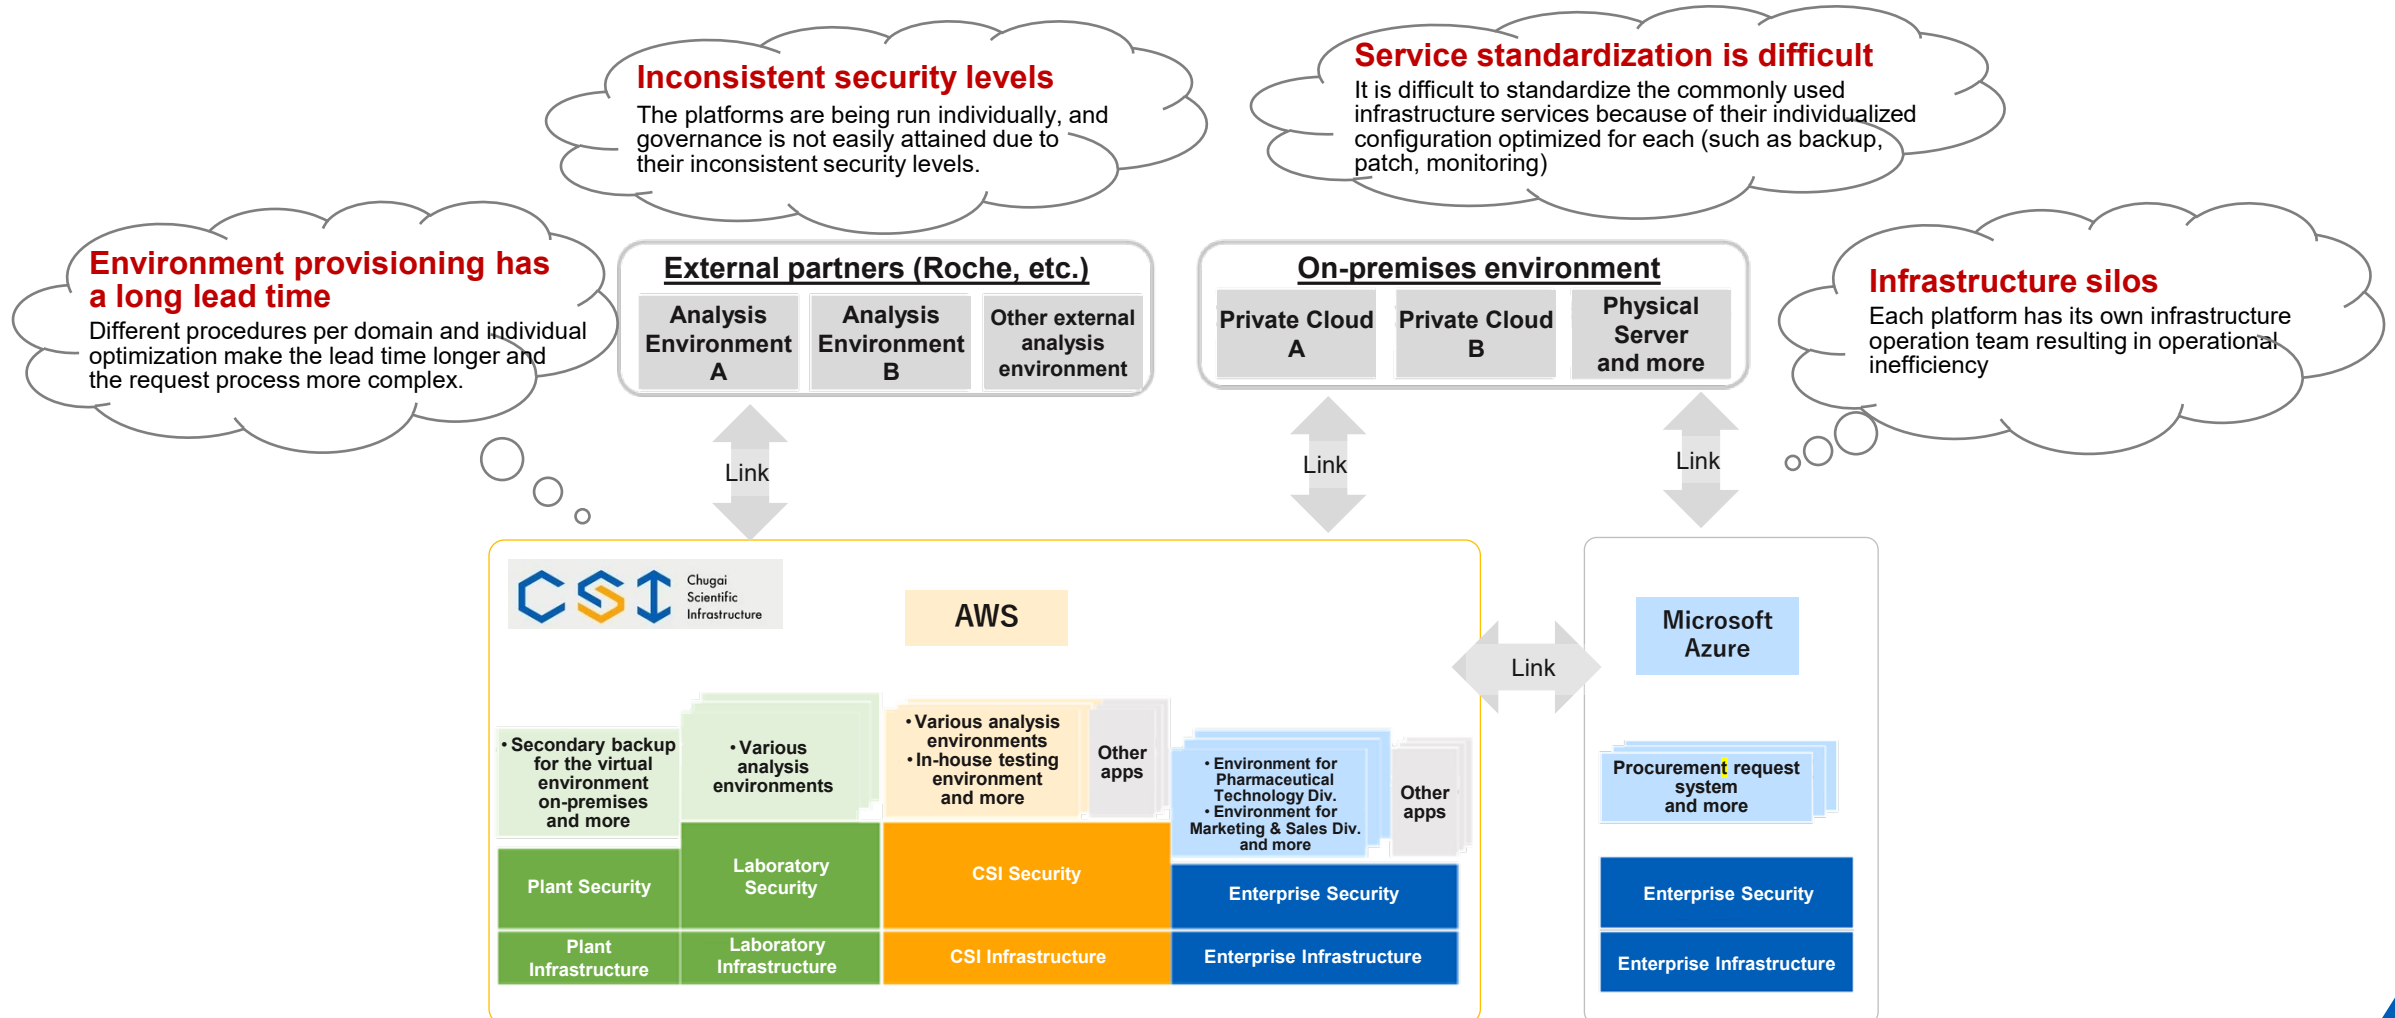 Inconsistent security levels
The platforms are being run individually, and
governance is not easily attained due to
their inconsistent security levels.
Service standardization is difficult
It is difficult to standardize the commonly used
infrastructure services because of their individualized
configuration optimized for each (such as backup,
patch, monitoring)
Environment provisioning has
a long lead time
Different procedures per domain and individual
optimization make the lead time longer and
the request process more complex.
External partners (Roche, etc.)
Analysis
Environment
A
Analysis
Environment
B
Other external
analysis
environment
On-premises environment
Private Cloud
A
Private Cloud
B
Physical
Server
and more
Infrastructure silos
Each platform has its own infrastructure
operation team resulting in operational
inefficiency
Link
Link
Link
CSI
Chugai
Scientific
Infrastructure
AWS
Link
Microsoft
Azure
• Secondary backup
for the virtual
environment
on-premises
and more
• Various
analysis
environments
• Various analysis
environments
• In-house testing
environment
and more
Other
apps
• Environment for
Pharmaceutical
Technology Div.
• Environment for
Marketing & Sales Div.
and more
Other
apps
Procurement request
system
and more
Plant Security
Laboratory
Security
CSI Security
Enterprise Security
Enterprise Security
Plant
Infrastructure
Laboratory
Infrastructure
CSI Infrastructure
Enterprise Infrastructure
Enterprise Infrastructure